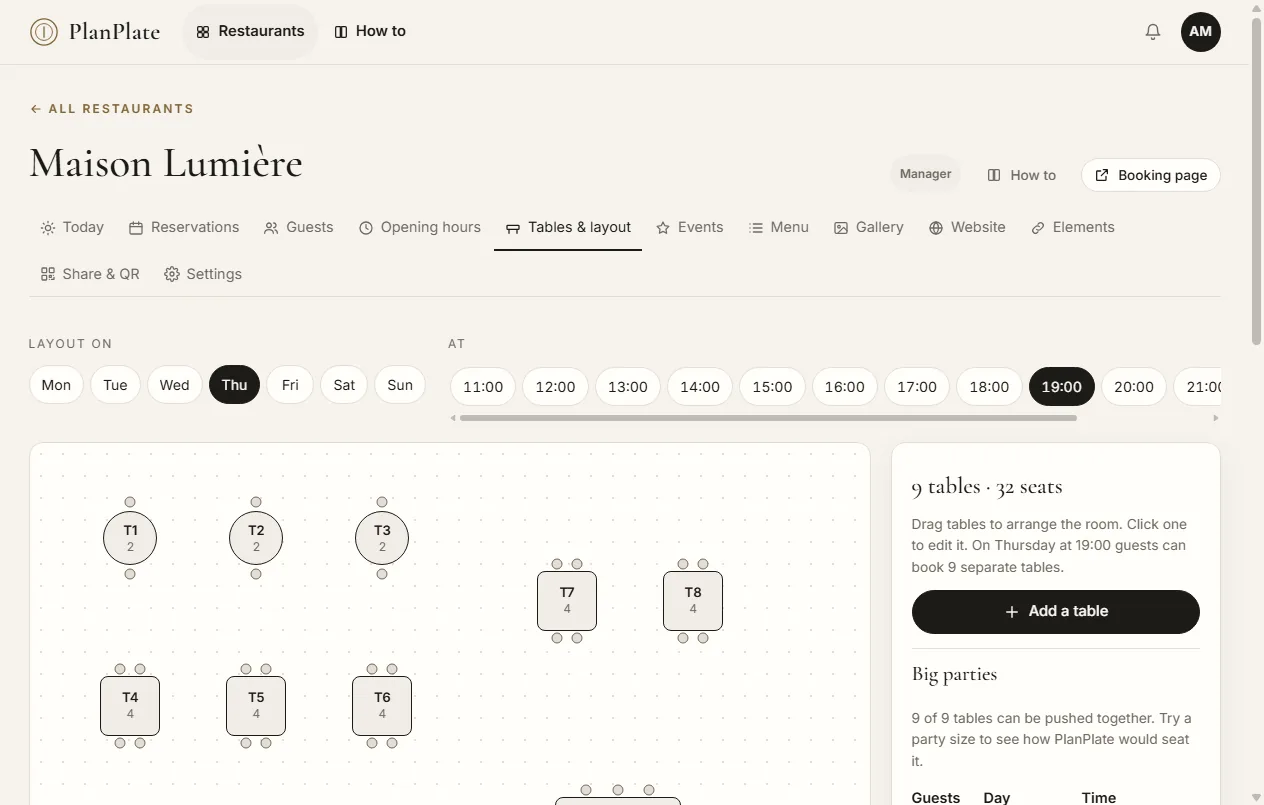 PlanPlate
Restaurants
How to
AM
← ALL RESTAURANTS
Maison Lumière
Manager
How to
Booking page
Today
Reservations
Guests
Opening hours
Tables & layout
Events
Menu
Gallery
Website
Elements
Share & QR
Settings
LAYOUT ON
Mon
Tue
Wed
Thu
Fri
Sat
Sun
AT
11:00
12:00
13:00
14:00
15:00
16:00
17:00
18:00
19:00
20:00
21:00
T1
2
T2
2
T3
2
T7
4
T8
4
T4
4
T5
4
T6
4
9 tables · 32 seats
Drag tables to arrange the room. Click one
to edit it. On Thursday at 19:00 guests can
book 9 separate tables.
+ Add a table
Big parties
9 of 9 tables can be pushed together. Try a
party size to see how PlanPlate would seat
it.
Guests
Day
Time